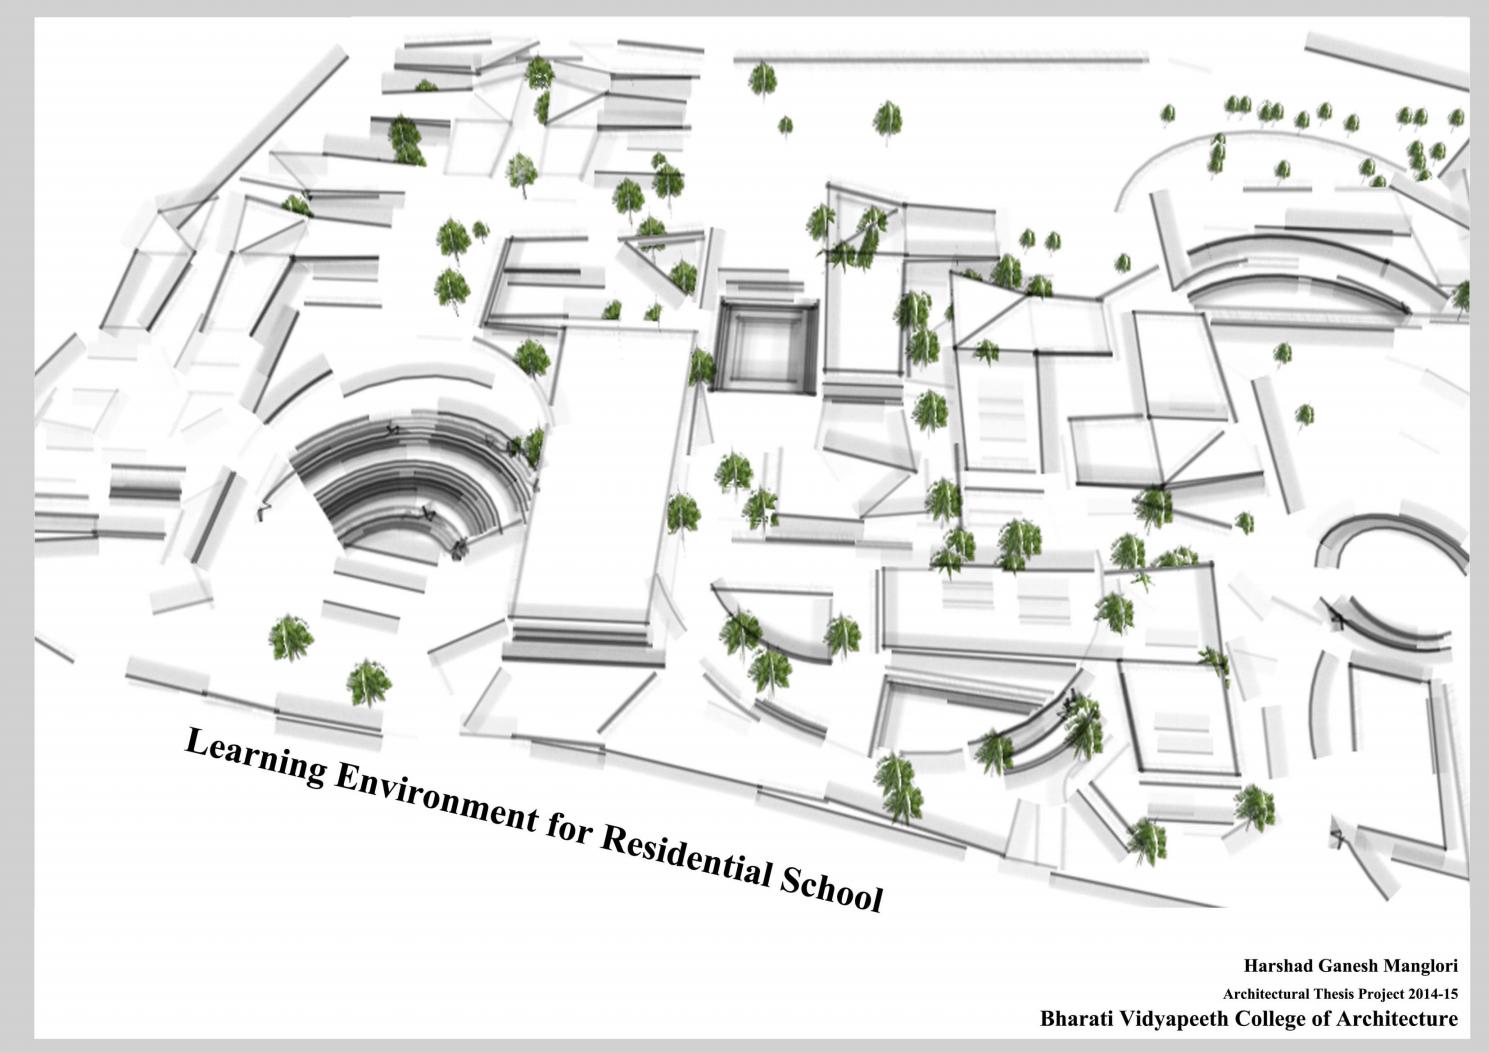 Learning Environment for Residential School
Harshad Ganesh Manglori
Architectural Thesis Project 2014-15
Bharati Vidyapeeth College of Architecture